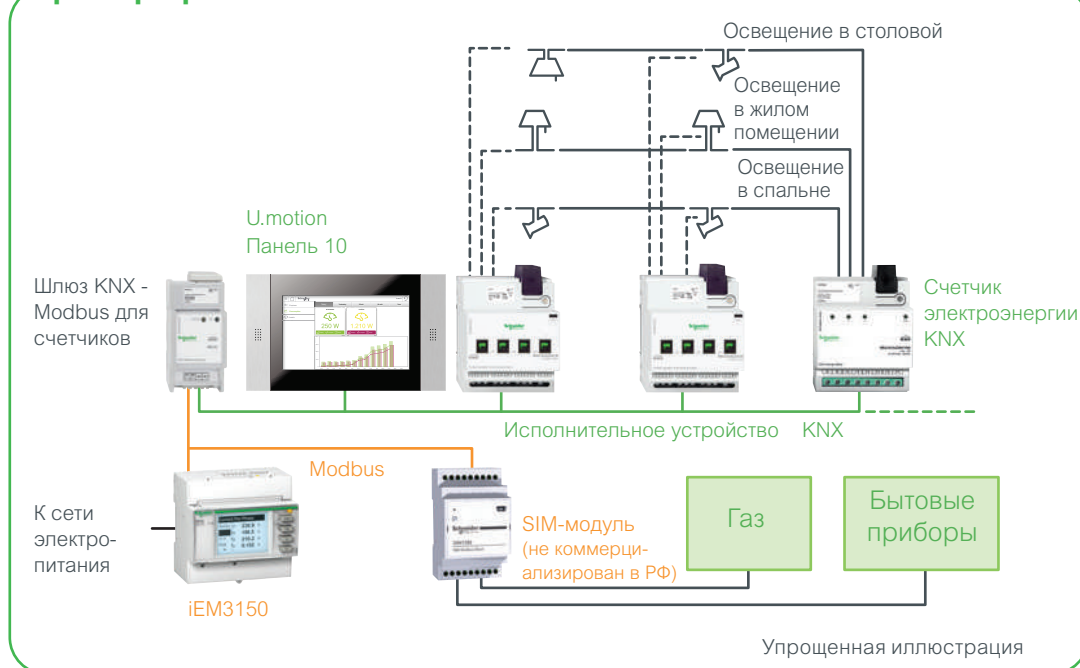 Освещение в столовой
Освещение
в жилом
помещении
Освещение
в спальне
U.motion
Панель 10
Шлюз KNX -
Modbus для
счетчиков
Счетчик
электроэнергии
KNX
Исполнительное устройство KNX
Modbus
К сети
электро-
питания
iEM3150
SIM-модуль
(не коммерци-
ализирован в РФ)
Газ
Бытовые
приборы
Упрощенная иллюстрация